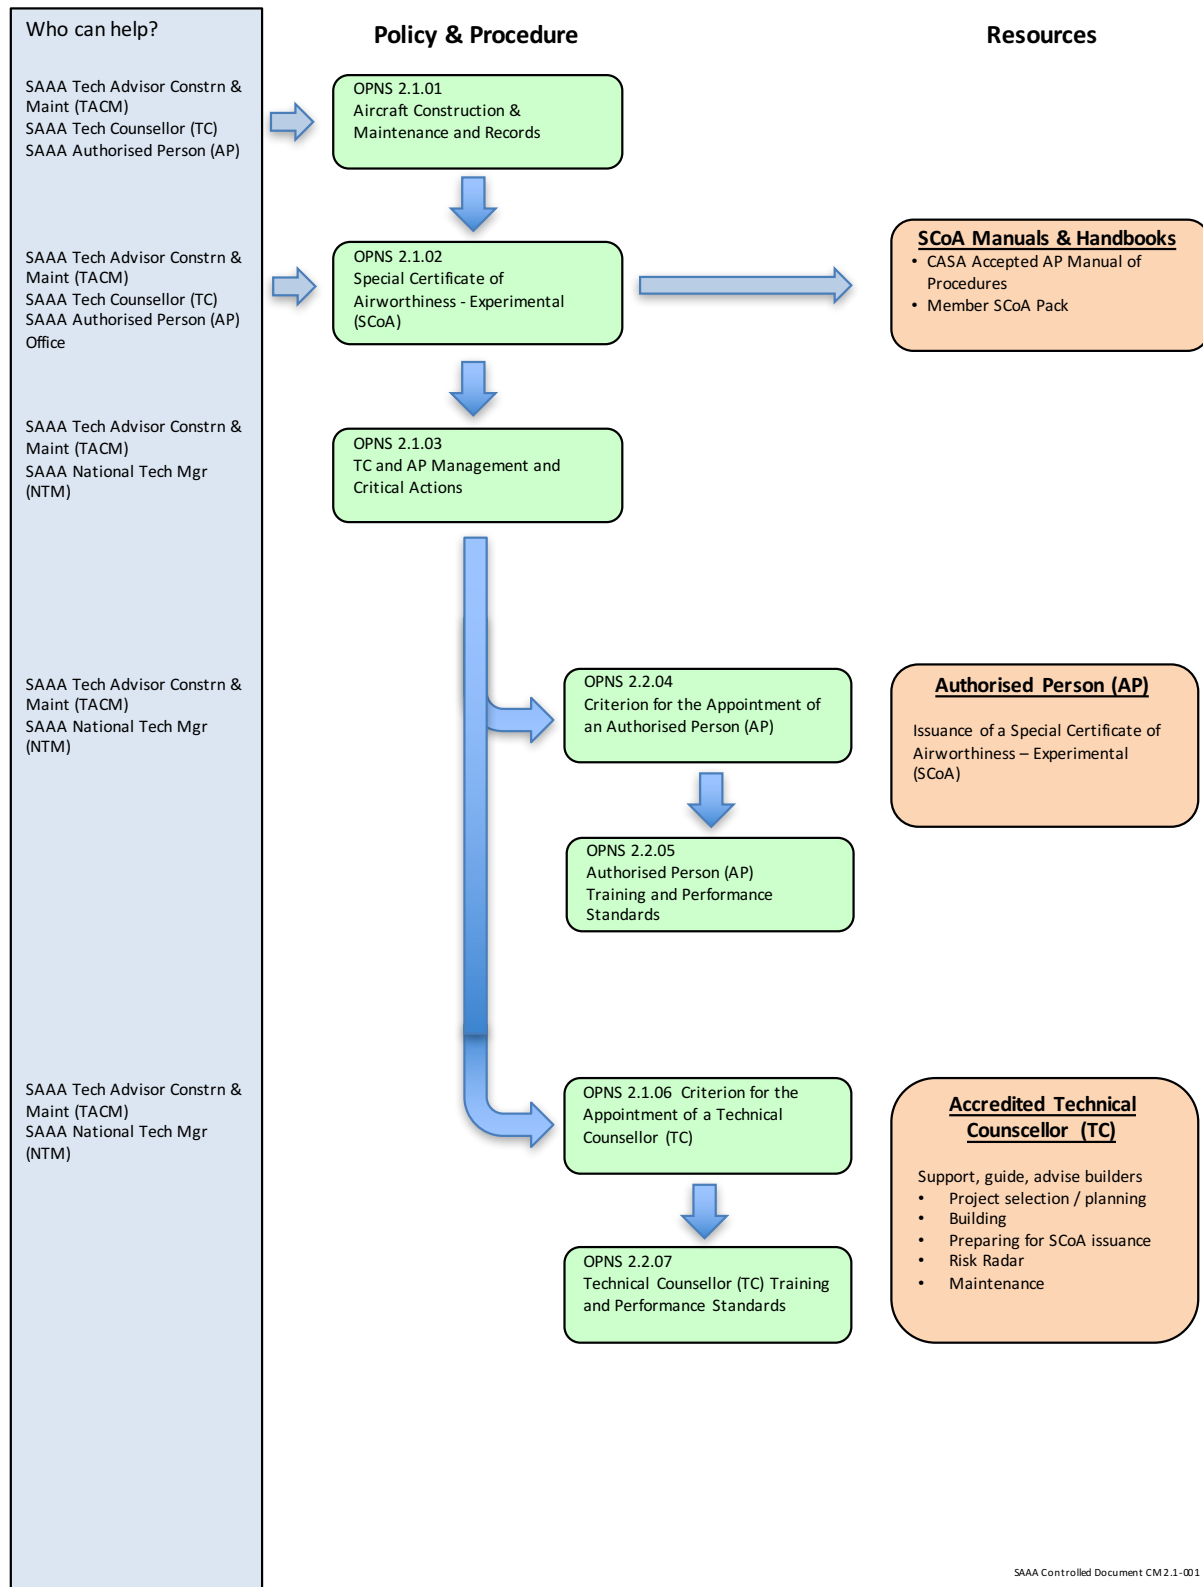 Who can help?
Policy & Procedure
Resources
SAAA Tech Advisor Constrn &
Maint (TACM)
SAAA Tech Counsellor (TC)
SAAA Authorised Person (AP)
OPNS 2.1.01
Aircraft Construction &
Maintenance and Records
SAAA Tech Advisor Constrn &
Maint (TACM)
SAAA Tech Counsellor (TC)
SAAA Authorised Person (AP)
Office
OPNS 2.1.02
Special Certificate of
Airworthiness - Experimental
(SCoA)
SCoA Manuals & Handbooks
• CASA Accepted AP Manual of
Procedures
• Member SCoA Pack
SAAA Tech Advisor Constrn &
Maint (TACM)
SAAA National Tech Mgr
(NTM)
OPNS 2.1.03
TC and AP Management and
Critical Actions
SAAA Tech Advisor Constrn &
Maint (TACM)
SAAA National Tech Mgr
(NTM)
OPNS 2.2.04
Criterion for the Appointment of
an Authorised Person (AP)
Authorised Person (AP)
Issuance of a Special Certificate of
Airworthiness – Experimental
(SCoA)
OPNS 2.2.05
Authorised Person (AP)
Training and Performance
Standards
SAAA Tech Advisor Constrn &
Maint (TACM)
SAAA National Tech Mgr
(NTM)
OPNS 2.1.06 Criterion for the
Appointment of a Technical
Counsellor (TC)
Accredited Technical
Counscellor (TC)
Support, guide, advise builders
• Project selection / planning
• Building
• Preparing for SCoA issuance
• Risk Radar
• Maintenance
OPNS 2.2.07
Technical Counsellor (TC) Training
and Performance Standards
SAAA Controlled Document CM2.1-001